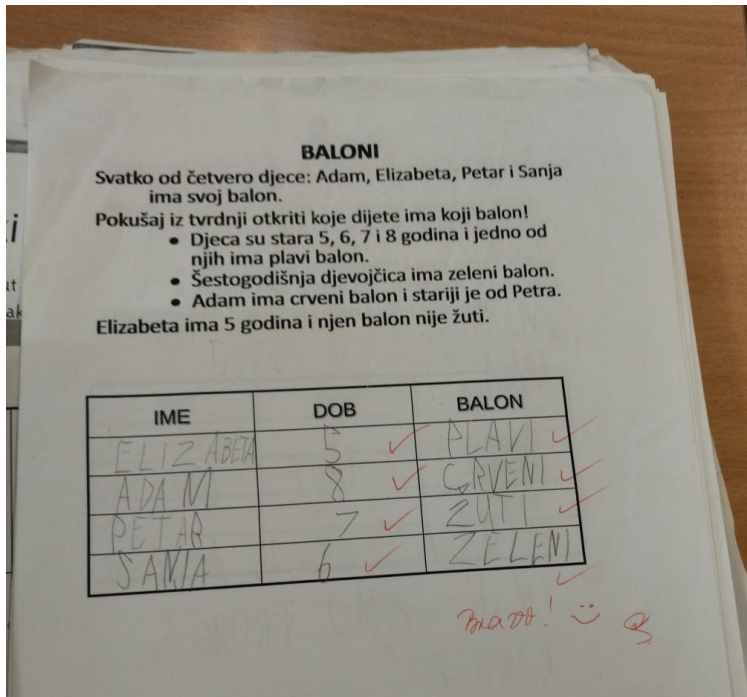 BALONI
Svatko od četvero djece: Adam, Elizabeta, Petar i Sanja
ima svoj balon.
Pokušaj iz tvrdnji otkriti koje dijete ima koji balon!
• Djeca su stara 5, 6, 7 i 8 godina i jedno od
njih ima plavi balon.
• Šestogodišnja djevojčica ima zeleni balon.
• Adam ima crveni balon i stariji je od Petra.
Elizabeta ima 5 godina i njen balon nije žuti.
IME DOB BALON
ELIZABETA 5 PLAVI
ADAM 8 CRVENI
PETAR 7 ŽUTI
SANJA 6 ZELENI
Bravo!